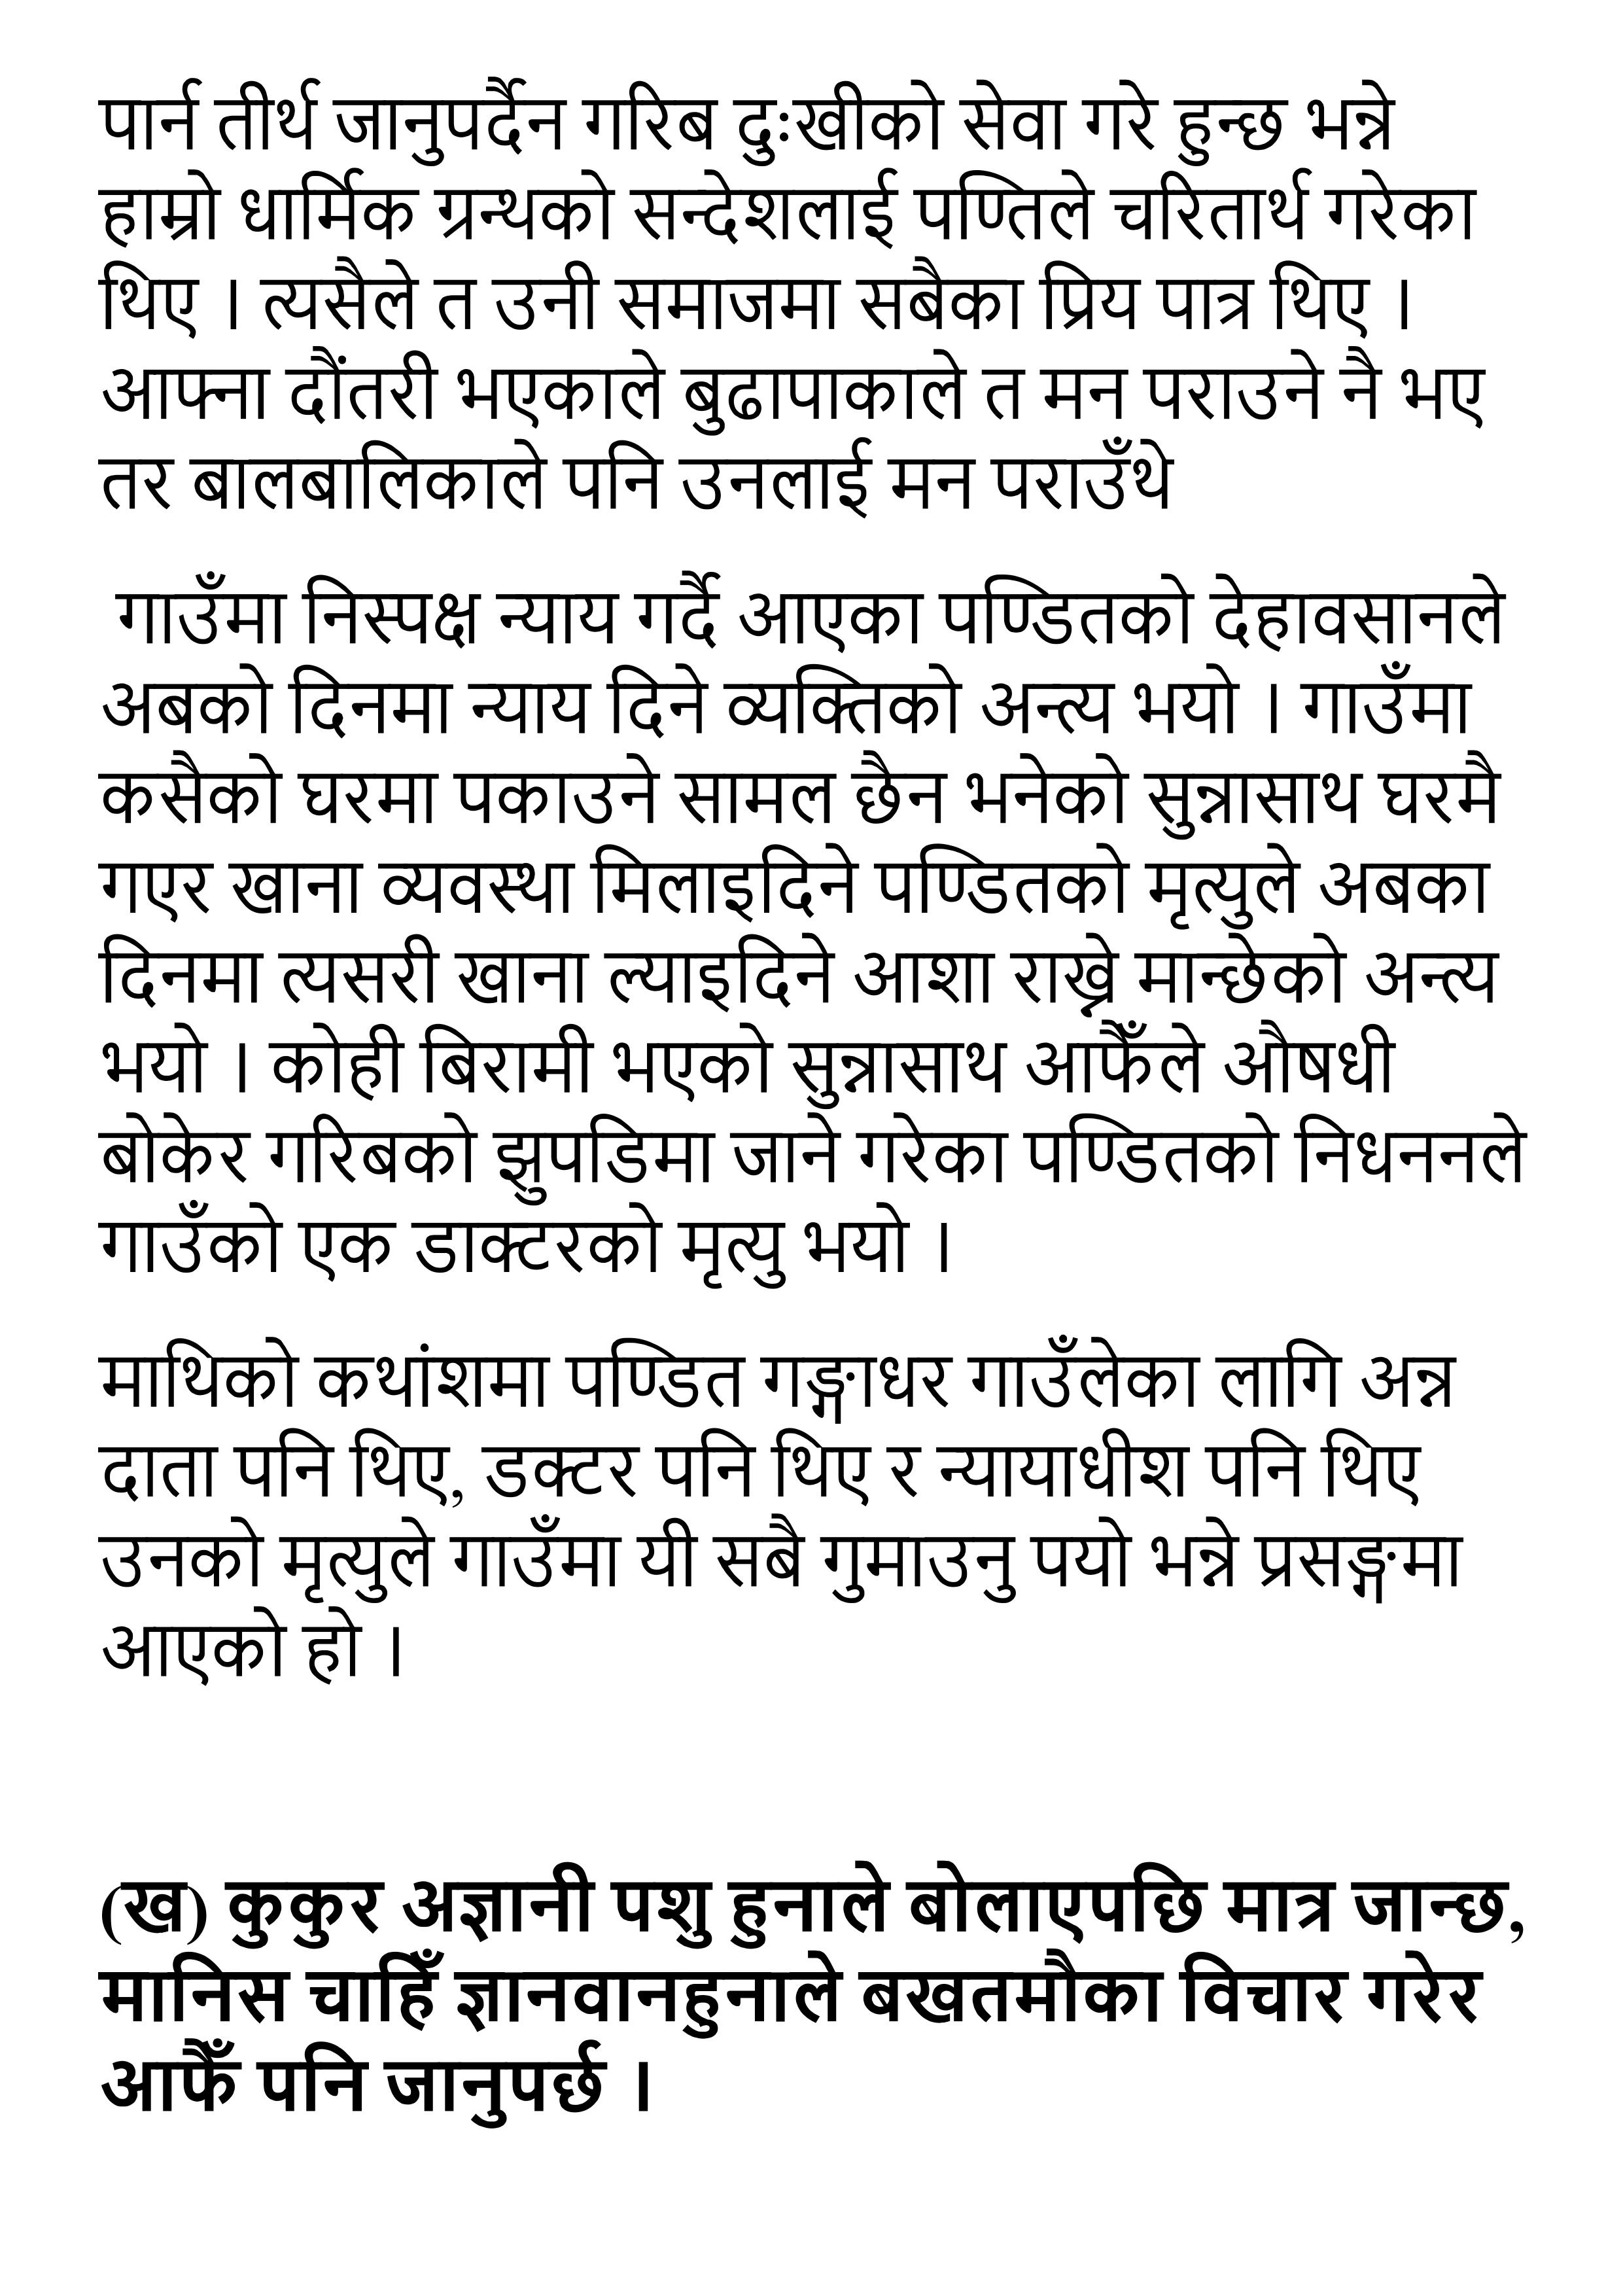 पार्न तीर्थ जानुपर्दैन गरिब दुःखीको सेवा गरे हुन्छ भन्ने
हाम्रो धार्मिक ग्रन्थको सन्देशलाई पण्तिले चरितार्थ गरेका
थिए । त्यसैले त उनी समाजमा सबैका प्रिय पात्र थिए ।
आफ्ना दौंतरी भएकाले बुढापाकाले त मन पराउने नै भए
तर बालबालिकाले पनि उनलाई मन पराउँथे
गाउँमा निस्पक्ष न्याय गर्दै आएका पण्डितको देहावसानले
अबको दिनमा न्याय दिने व्यक्तिको अन्त्य भयो । गाउँमा
कसैको घरमा पकाउने सामल छैन भनेको सुन्नासाथ घरमै
गएर खाना व्यवस्था मिलाइदिने पण्डितको मृत्युले अबका
दिनमा त्यसरी खाना ल्याइदिने आशा राख्ने मान्छेको अन्त्य
भयो । कोही बिरामी भएको सुन्नासाथ आफैँले औषधी
बोकेर गरिबको झुपडिमा जाने गरेका पण्डितको निधननले
गाउँको एक डाक्टरको मृत्यु भयो ।
माथिको कथांशमा पण्डित गङ्गाधर गाउँलेका लागि अन्न
दाता पनि थिए, डक्टर पनि थिए र न्यायाधीश पनि थिए
उनको मृत्युले गाउँमा यी सबै गुमाउनु पयो भन्ने प्रसङ्गमा
आएको हो ।
(ख) कुकुर अज्ञानी पशु हुनाले बोलाएपछि मात्र जान्छ,
मानिस चाहिँ ज्ञानवानहुनाले बखतमौका विचार गरेर
आफैँ पनि जानुपर्छ ।